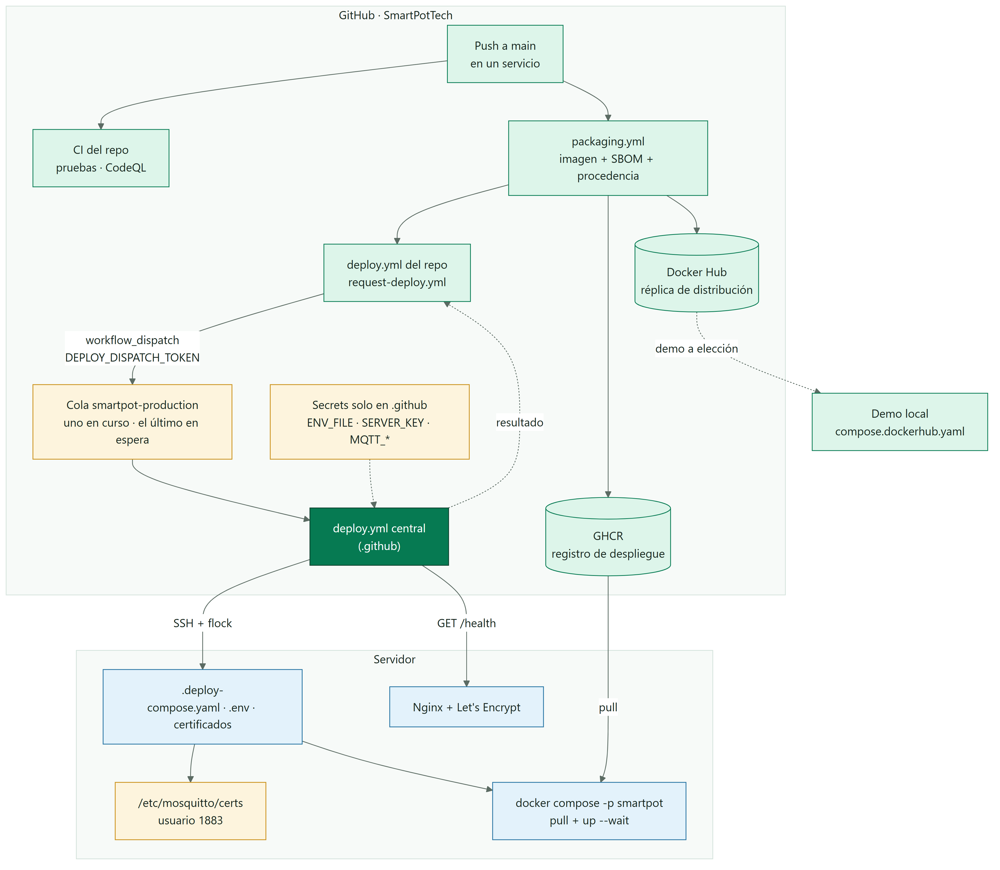 GitHub · SmartPotTech
Push a main
en un servicio
CI del repo
pruebas · CodeQL
packaging.yml
imagen + SBOM +
procedencia
deploy.yml del repo
request-deploy.yml
Docker Hub
réplica de distribución
workflow_dispatch
DEPLOY_DISPATCH_TOKEN
demo a elección
Cola smartpot-production
uno en curso · el último en
espera
Secrets solo en .github
ENV_FILE · SERVER_KEY ·
MQTT_*
resultado
Demo local
compose.dockerhub.yaml
deploy.yml central
(.github)
GHCR
registro de despliegue
SSH + flock
GET /health
Servidor
.deploy-
compose.yaml · .env ·
certificados
Nginx + Let's Encrypt
pull
/etc/mosquitto/certs
usuario 1883
docker compose -p smartpot
pull + up --wait